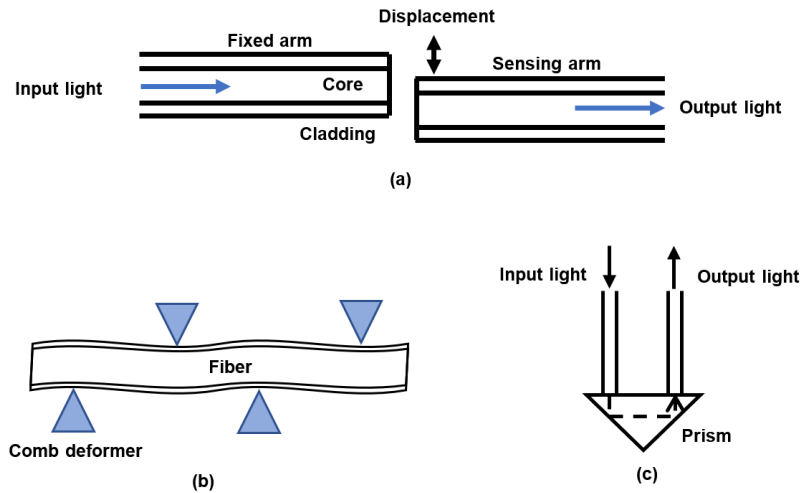 Displacement
Fixed arm
Sensing arm
Input light
Core
Output light
Cladding
(a)
Input light
Output light
Fiber
Comb deformer
Prism
(b)
(c)